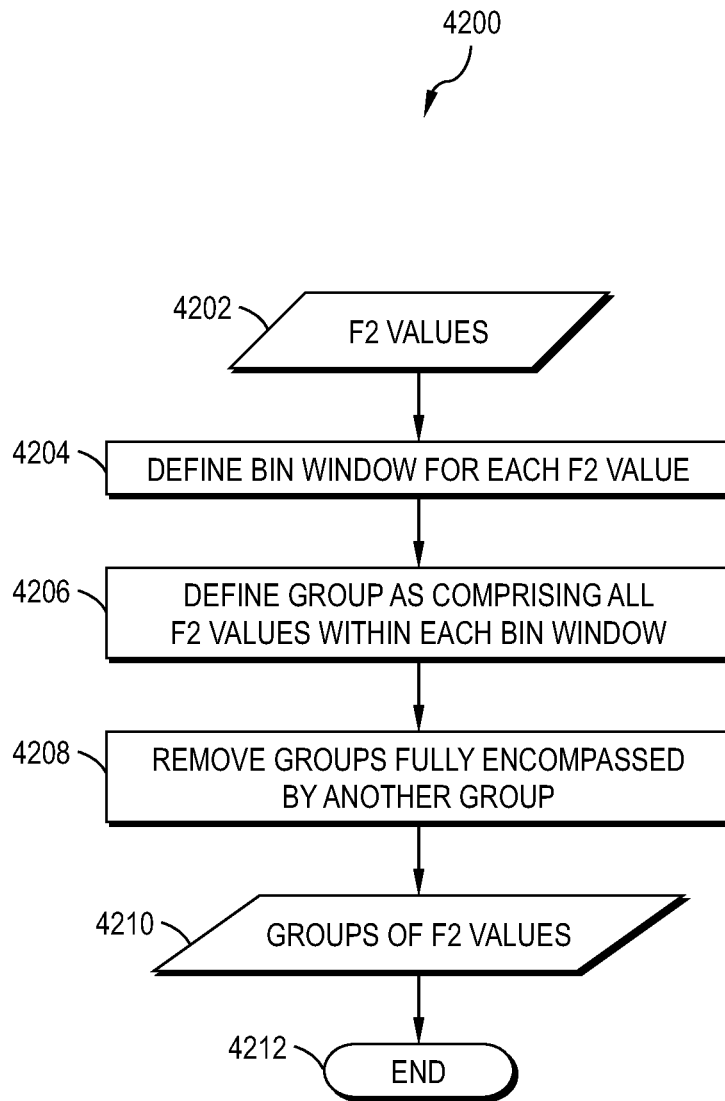 4200
4202
F2 VALUES
4204
DEFINE BIN WINDOW FOR EACH F2 VALUE
4206
DEFINE GROUP AS COMPRISING ALL
F2 VALUES WITHIN EACH BIN WINDOW
4208
REMOVE GROUPS FULLY ENCOMPASSED
BY ANOTHER GROUP
4210
GROUPS OF F2 VALUES
4212
END